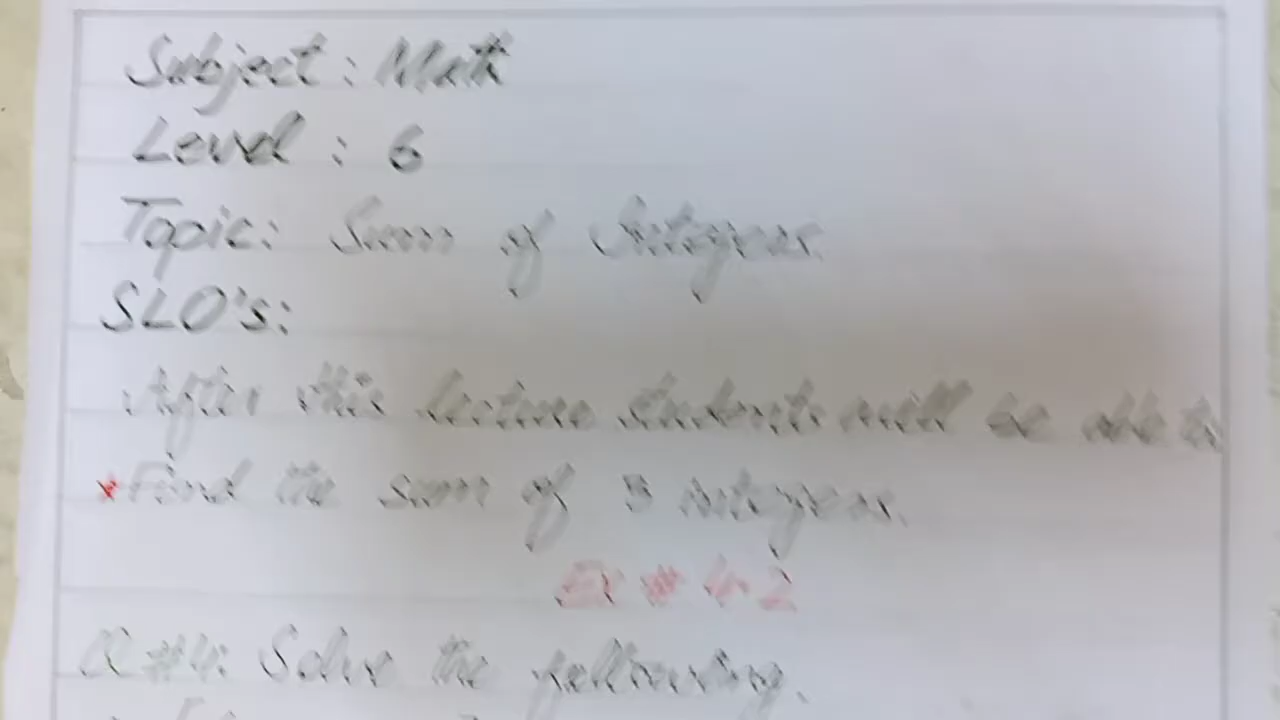 Subject: Math
Level : 6
Topic: Sum of Integers.
SLO's:
After this lecture students will be able to
*Find the sum of 3 integers.
Ex # 4.2
Q #4: Solve the following.